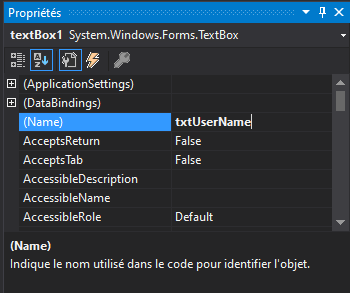 Propriétés
textBox1 System.Windows.Forms.TextBox
(ApplicationSettings)
(DataBindings)
(Name) txtUserName
AcceptsReturn False
AcceptsTab False
AccessibleDescription
AccessibleName
AccessibleRole Default
(Name)
Indique le nom utilisé dans le code pour identifier l'objet.